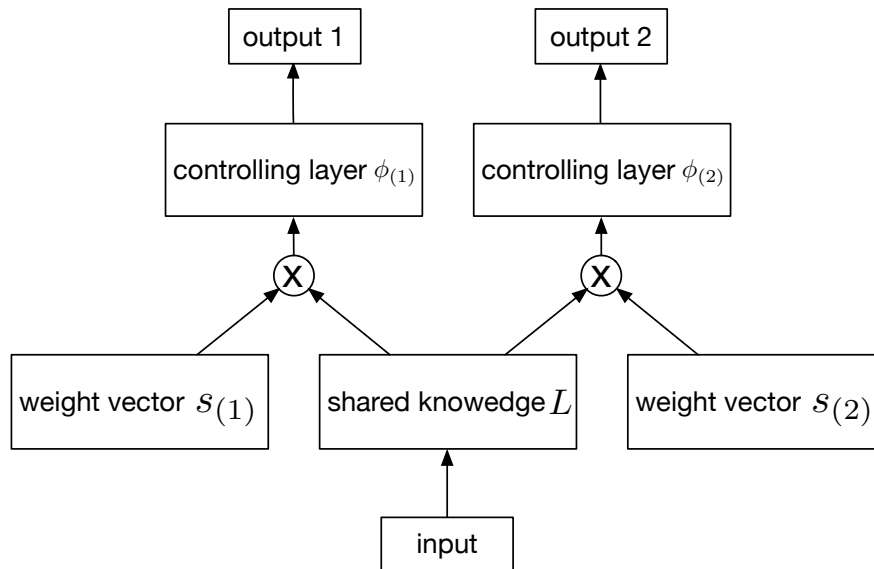 output 1
output 2
controlling layer ϕ(1)
controlling layer ϕ(2)
X
X
weight vector s(1)
shared knowedge L
weight vector s(2)
input